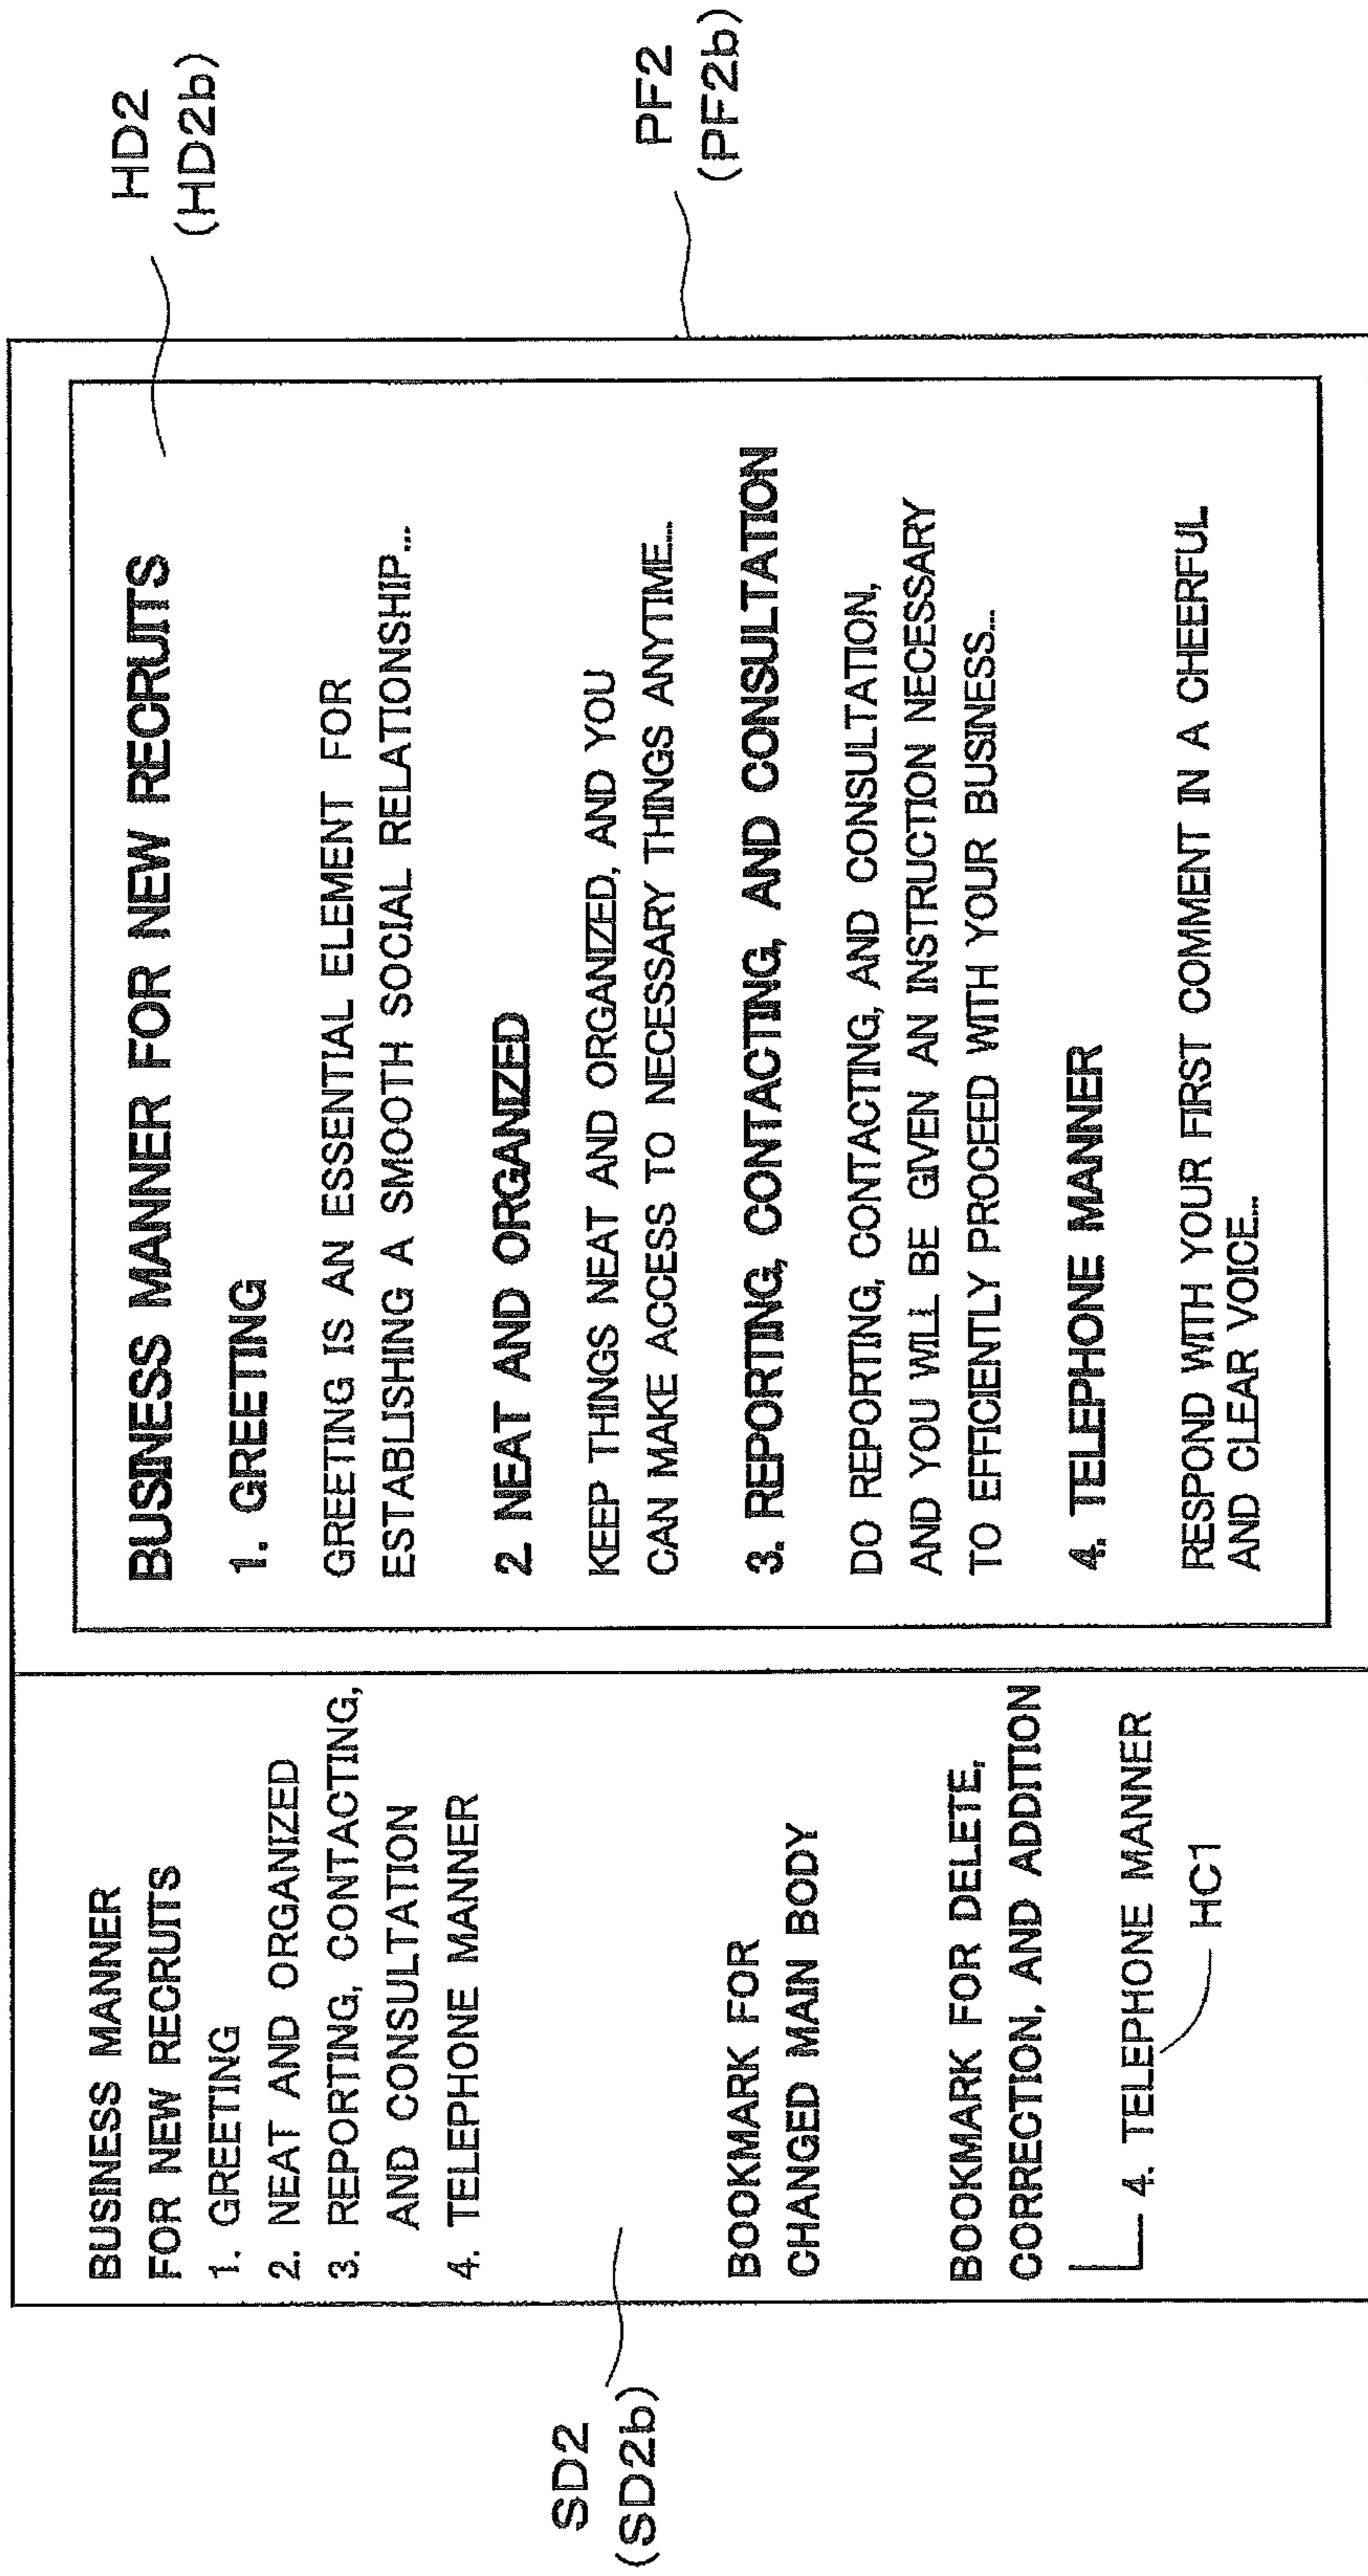 BUSINESS MANNER
FOR NEW RECRUITS
1. GREETING
2. NEAT AND ORGANIZED
3. REPORTING, CONTACTING,
AND CONSULTATION
4. TELEPHONE MANNER
BOOKMARK FOR
CHANGED MAIN BODY
BOOKMARK FOR DELETE,
CORRECTION, AND ADDITION
4. TELEPHONE MANNER
HC1
SD2
(SD2b)
BUSINESS MANNER FOR NEW RECRUITS
1. GREETING
GREETING IS AN ESSENTIAL ELEMENT FOR
ESTABLISHING A SMOOTH SOCIAL RELATIONSHIP...
2. NEAT AND ORGANIZED
KEEP THINGS NEAT AND ORGANIZED, AND YOU
CAN MAKE ACCESS TO NECESSARY THINGS ANYTIME...
3. REPORTING, CONTACTING, AND CONSULTATION
DO REPORTING, CONTACTING, AND CONSULTATION,
AND YOU WILL BE GIVEN AN INSTRUCTION NECESSARY
TO EFFICIENTLY PROCEED WITH YOUR BUSINESS...
4. TELEPHONE MANNER
RESPOND WITH YOUR FIRST COMMENT IN A CHEERFUL
AND CLEAR VOICE...
HD2
(HD2b)
PF2
(PF2b)